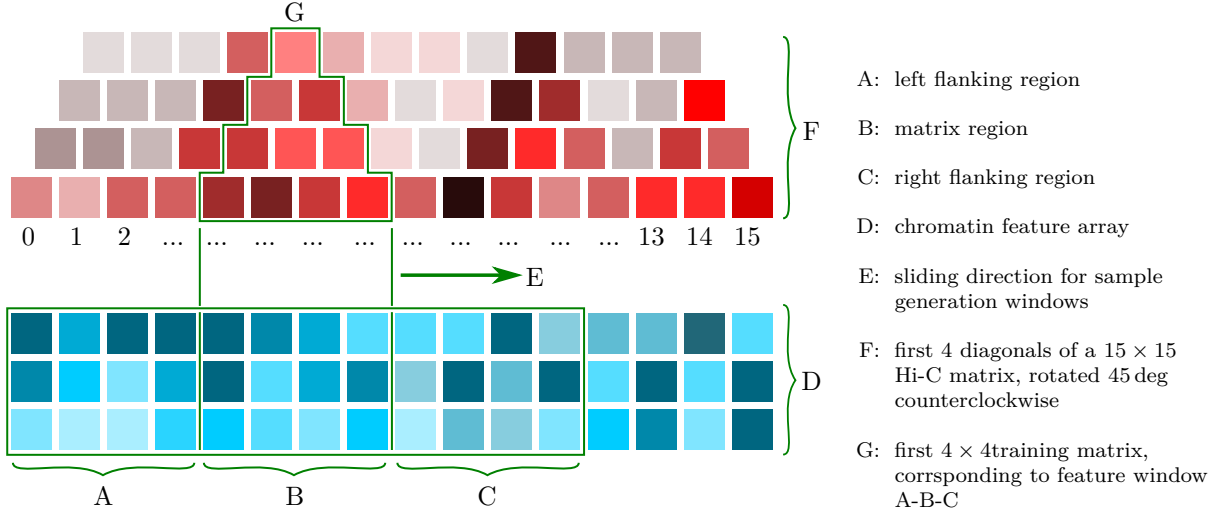 G
F
0 1 2 ... ... ... ... ... ... ... ... ... ... 13 14 15
E
D
A B C
A: left flanking region
B: matrix region
C: right flanking region
D: chromatin feature array
E: sliding direction for sample
generation windows
F: first 4 diagonals of a 15 × 15
Hi-C matrix, rotated 45 deg
counterclockwise
G: first 4 × 4training matrix,
corrsponding to feature window
A-B-C